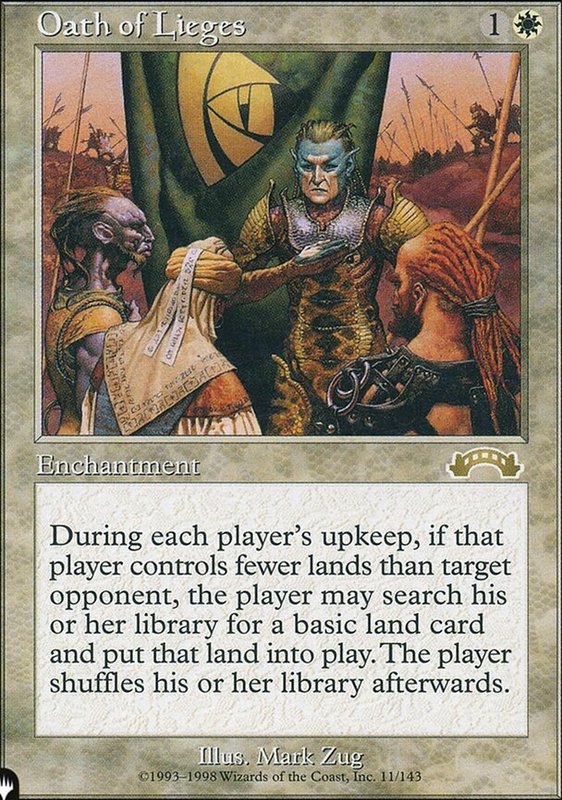 Oath of Lieges 1
Enchantment
During each player's upkeep, if that
player controls fewer lands than target
opponent, the player may search his
or her library for a basic land card
and put that land into play. The player
shuffles his or her library afterwards.
Illus. Mark Zug
©1993–1998 Wizards of the Coast, Inc. 11/143